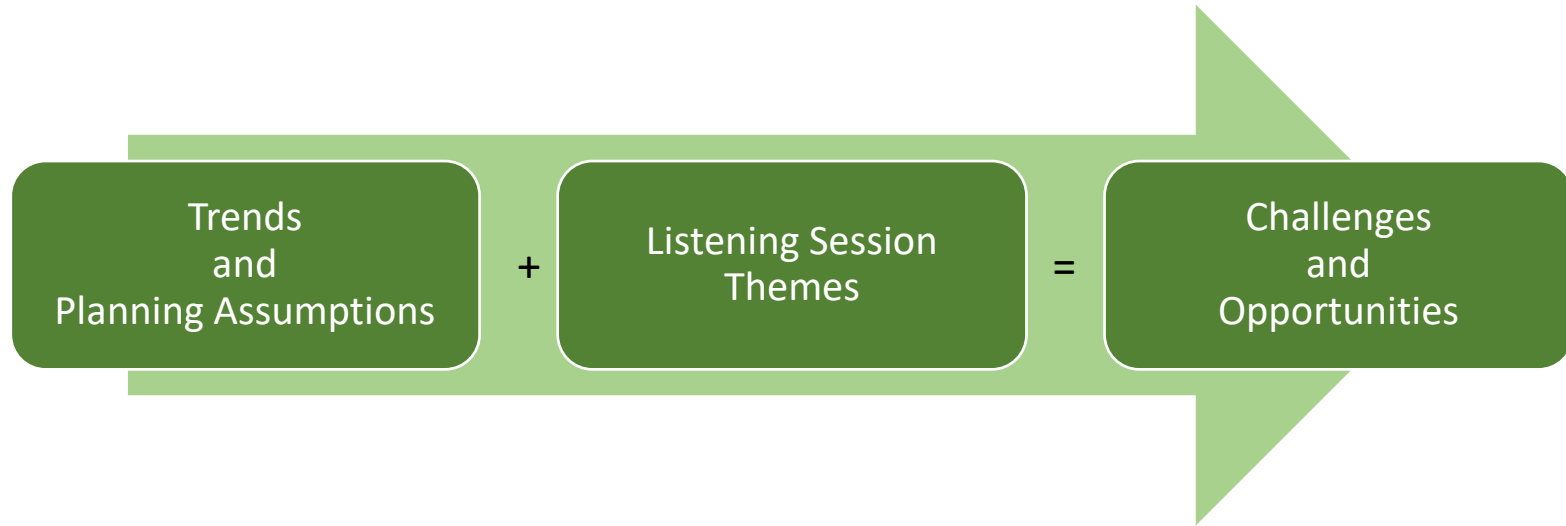 Trends
and
Planning Assumptions
+
Listening Session
Themes
=
Challenges
and
Opportunities